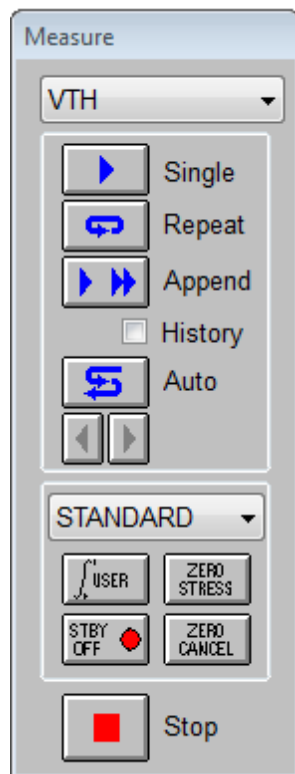 Measure
VTH
Single
Repeat
Append
History
Auto
STANDARD
USER
ZERO
STRESS
STBY
OFF
ZERO
CANCEL
Stop